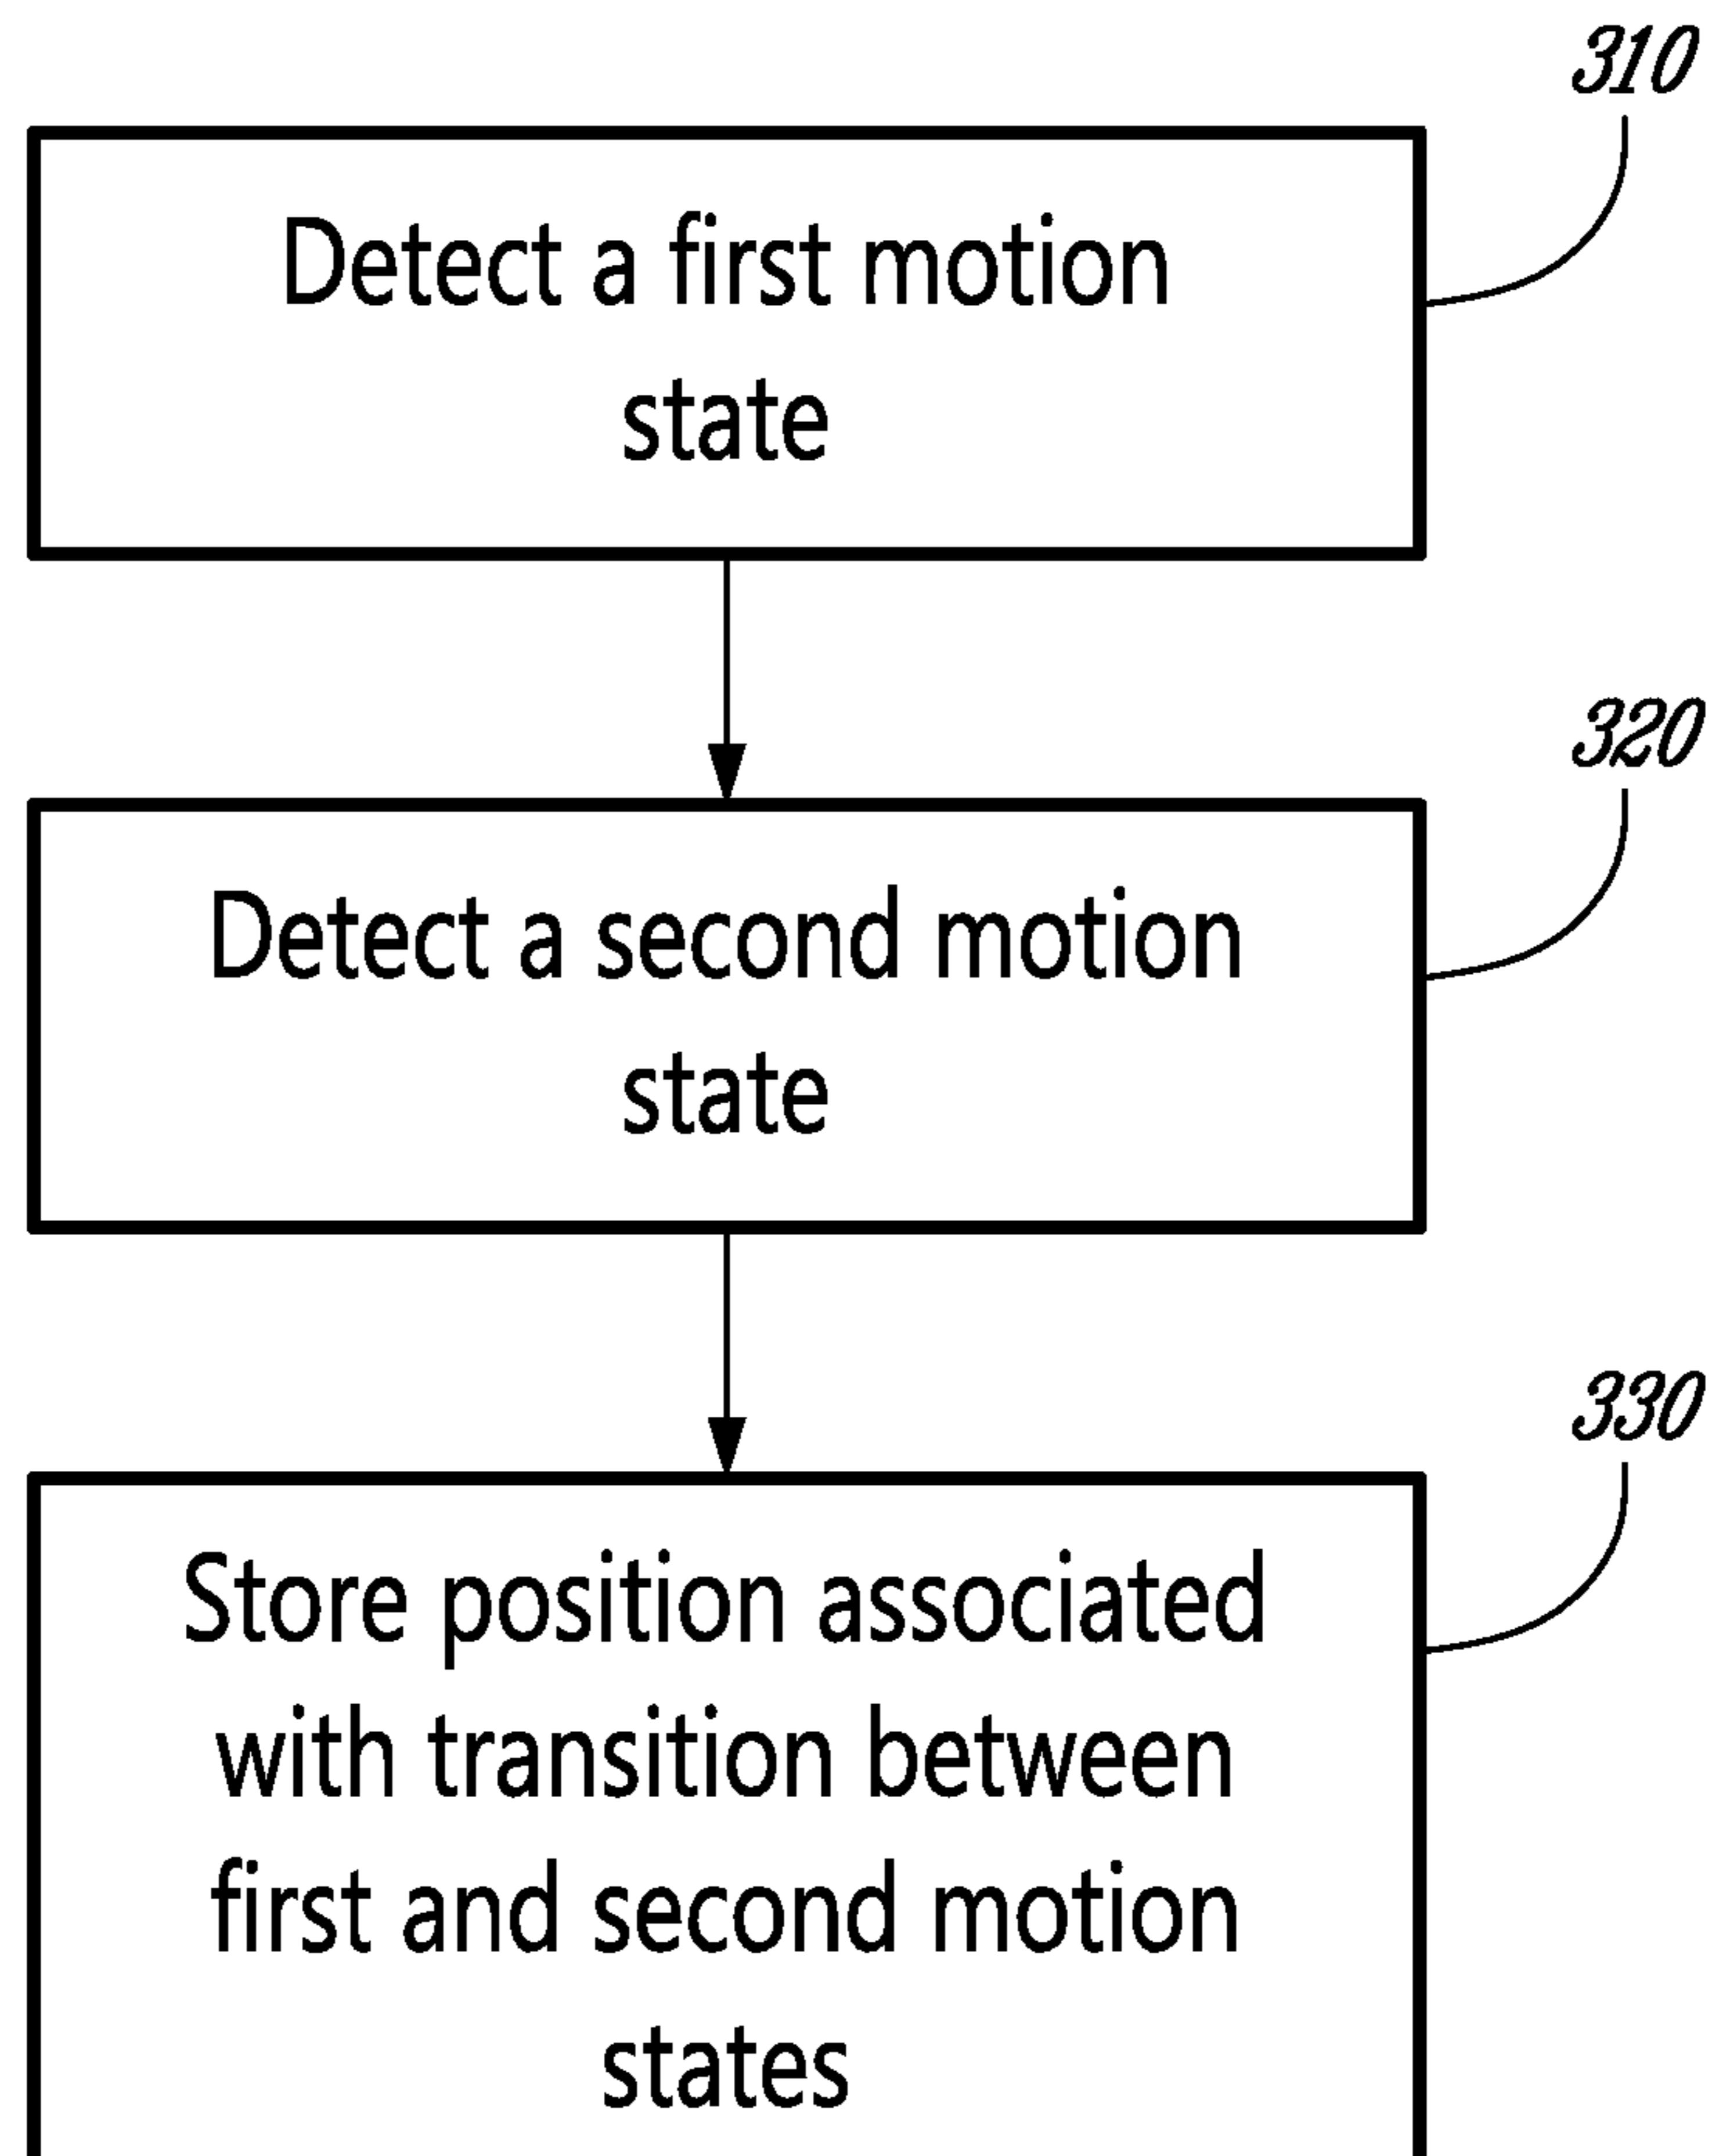 310
Detect a first motion
state
320
Detect a second motion
state
330
Store position associated
with transition between
first and second motion
states